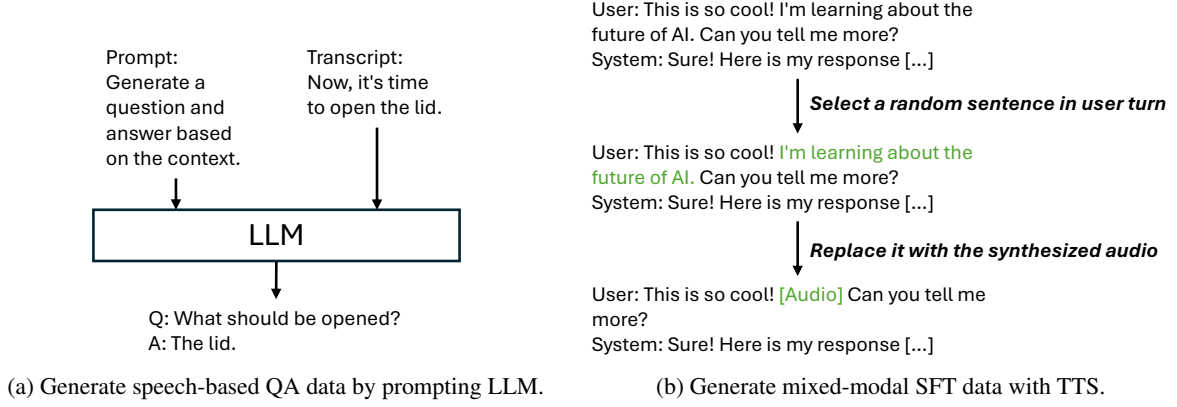 Prompt:
Generate a
question and
answer based
on the context.
Transcript:
Now, it's time
to open the lid.
LLM
Q: What should be opened?
A: The lid.
(a) Generate speech-based QA data by prompting LLM.
User: This is so cool! I'm learning about the
future of AI. Can you tell me more?
System: Sure! Here is my response [...]
Select a random sentence in user turn
User: This is so cool! I'm learning about the
future of AI. Can you tell me more?
System: Sure! Here is my response [...]
Replace it with the synthesized audio
User: This is so cool! [Audio] Can you tell me
more?
System: Sure! Here is my response [...]
(b) Generate mixed-modal SFT data with TTS.